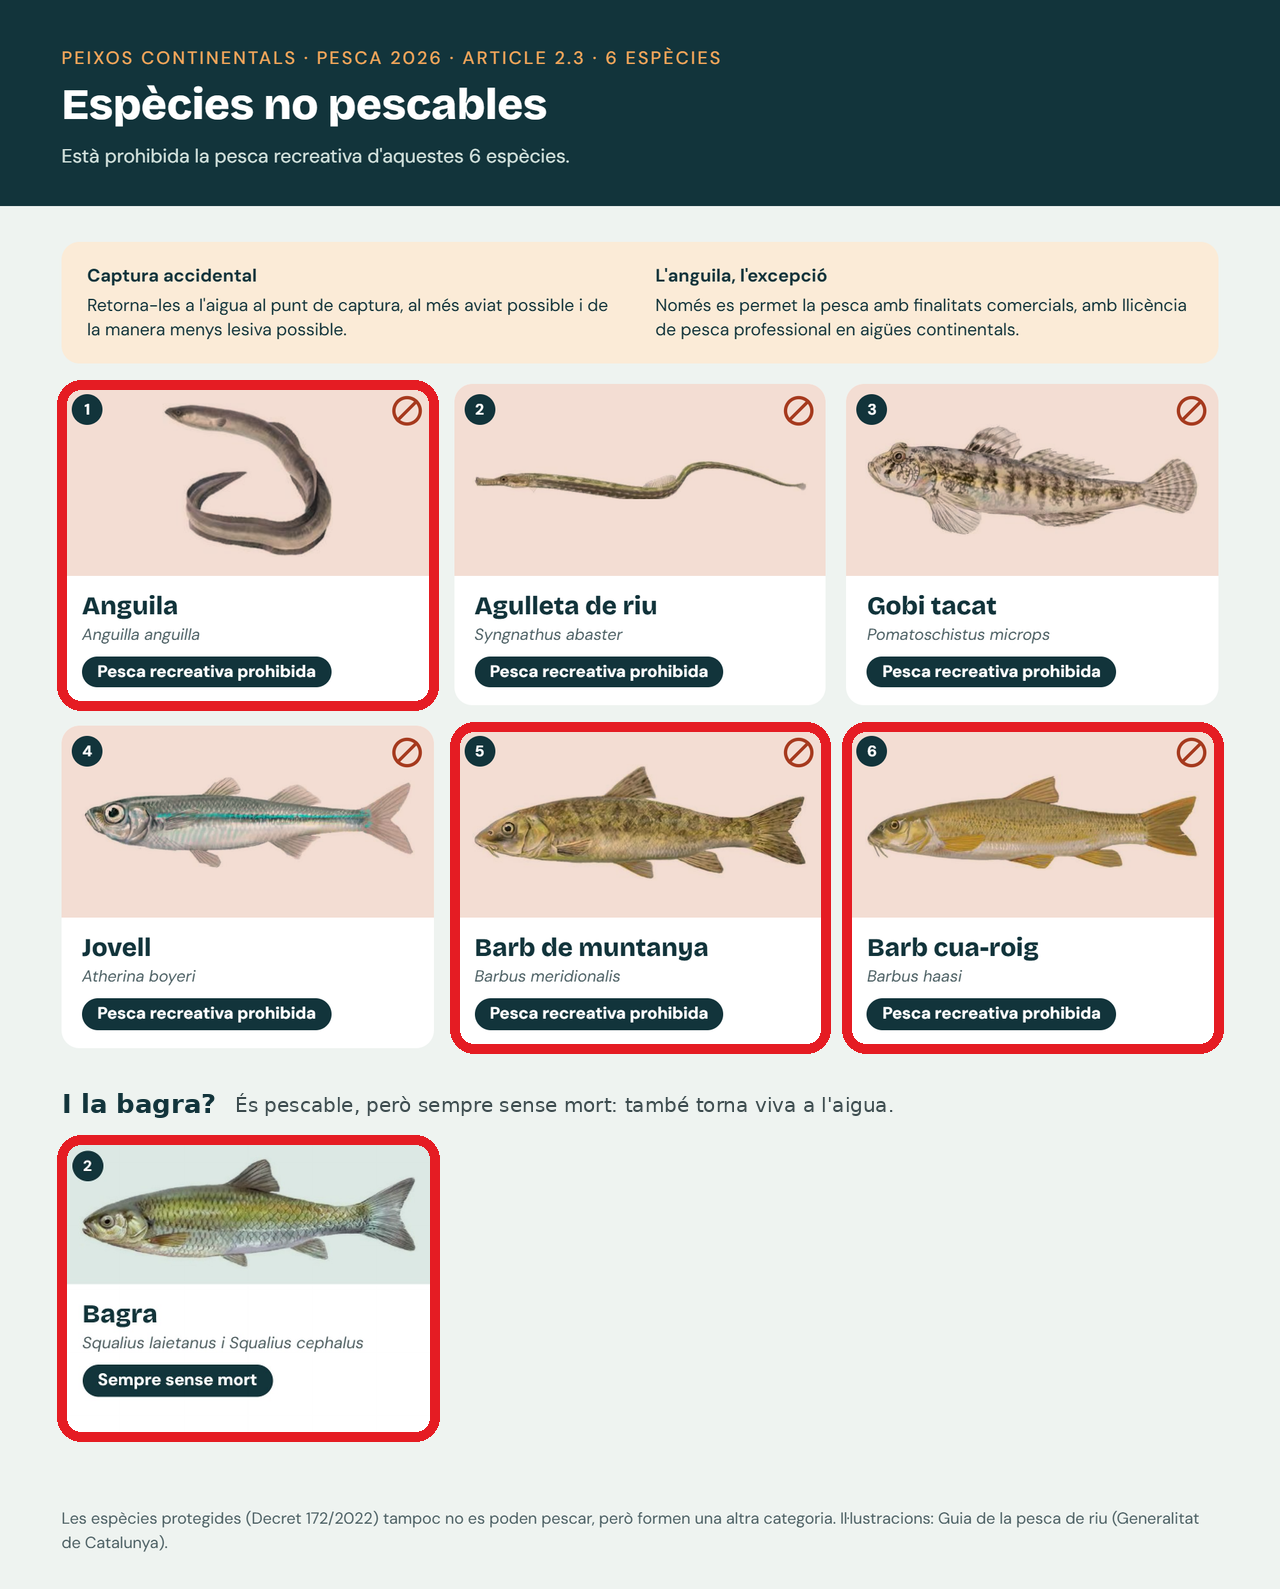 PEIXOS CONTINENTALS · PESCA 2026 · ARTICLE 2.3 · 6 ESPÈCIES
Espècies no pescables
Està prohibida la pesca recreativa d'aquestes 6 espècies.
Captura accidental
Retorna-les a l'aigua al punt de captura, al més aviat possible i de
la manera menys lesiva possible.
L'anguila, l'excepció
Només es permet la pesca amb finalitats comercials, amb llicència
de pesca professional en aigües continentals.
1
Anguila
Anguilla anguilla
Pesca recreativa prohibida
2
Agulleta de riu
Syngnathus abaster
Pesca recreativa prohibida
3
Gobi tacat
Pomatoschistus microps
Pesca recreativa prohibida
4
Jovell
Atherina boyeri
Pesca recreativa prohibida
5
Barb de muntanya
Barbus meridionalis
Pesca recreativa prohibida
6
Barb cua-roig
Barbus haasi
Pesca recreativa prohibida
I la bagra? És pescable, però sempre sense mort: també torna viva a l'aigua.
2
Bagra
Squalius laietanus i Squalius cephalus
Sempre sense mort
Les espècies protegides (Decret 172/2022) tampoc no es poden pescar, però formen una altra categoria. Il·lustracions: Guia de la pesca de riu (Generalitat
de Catalunya).